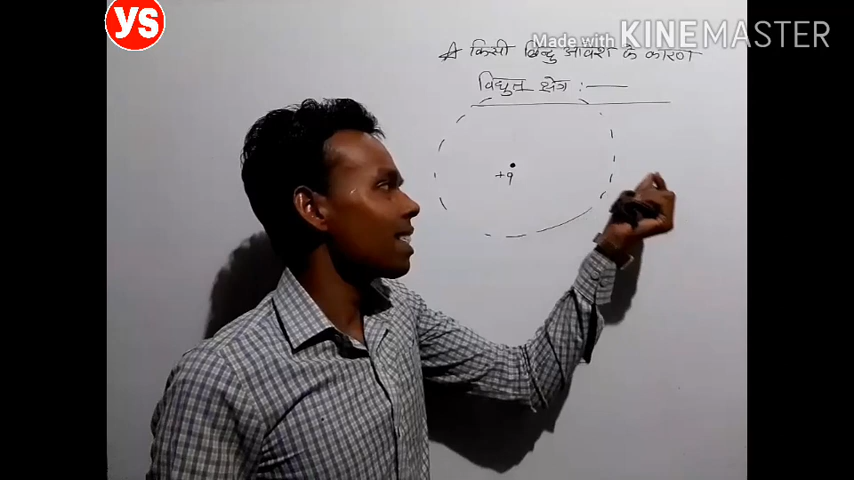 YS
Made with KINEMASTER
किसी बिन्दु आवेश के कारण
विधुत क्षेत्र :—
+q